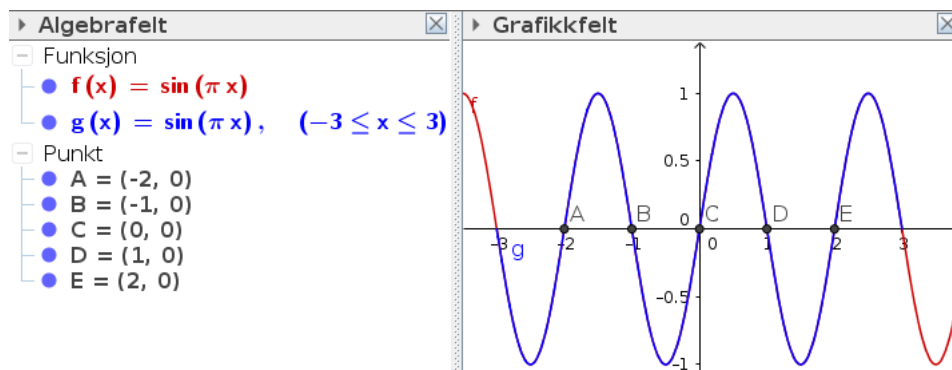 Algebrafelt
Funksjon
f(x) = sin(π x)
g(x) = sin(π x), (−3 ≤ x ≤ 3)
Punkt
A = (-2, 0)
B = (-1, 0)
C = (0, 0)
D = (1, 0)
E = (2, 0)
Grafikkfelt
f
1
0.5
0
A B C D E
-3 -2 -1 0 1 2 3
g
-0.5
-1